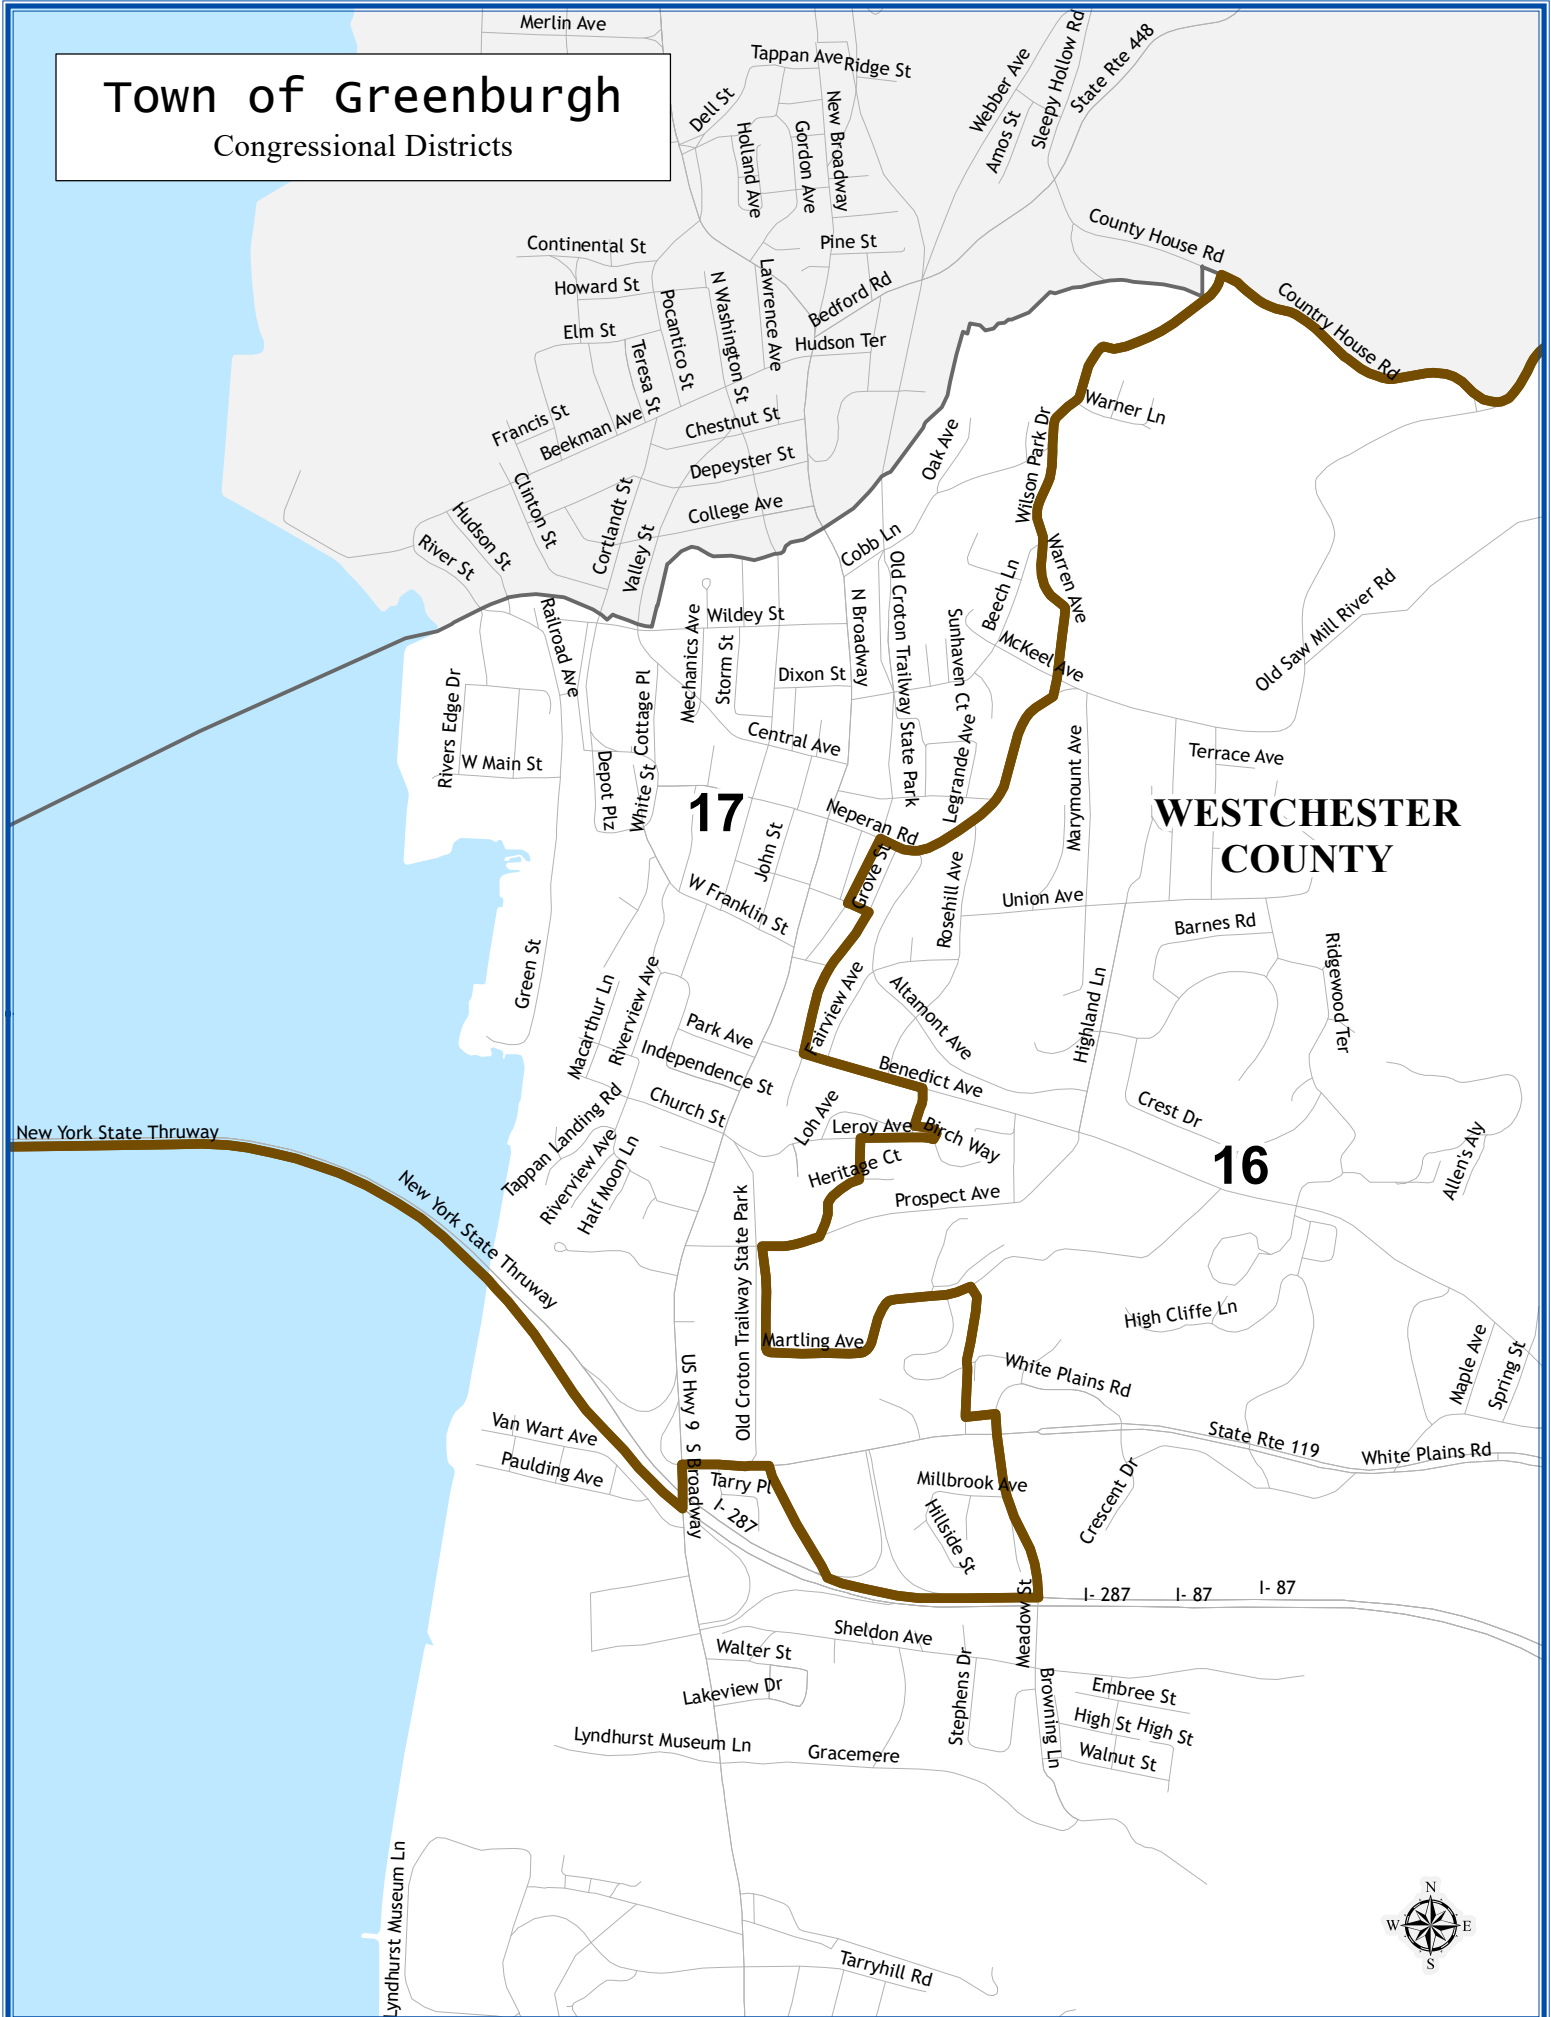 Merlin Ave
Town of Greenburgh
Congressional Districts
Tappan Ave
Ridge St
Dell St
Holland Ave
Gordon Ave
New Broadway
Webber Ave
Amos St
Sleepy Hollow Rd
State Rte 448
County House Rd
Country House Rd
Continental St
Pine St
Howard St
Pocantico St
N Washington St
Lawrence Ave
Bedford Rd
Elm St
Teresa St
Hudson Ter
Francis St
Beekman Ave
Chestnut St
Depeyster St
College Ave
Clinton St
Cortlandt St
Valley St
Hudson St
River St
Oak Ave
Wilson Park Dr
Warner Ln
Cobb Ln
Old Croton Trailway State Park
Beech Ln
Warren Ave
McKeel Ave
Old Saw Mill River Rd
Railroad Ave
Mechanics Ave
Wildey St
Storm St
Dixon St
N Broadway
Sunhaven Ct
Rivers Edge Dr
Cottage Pl
W Main St
Depot Plz
White St
Central Ave
Legrande Ave
Marymount Ave
Terrace Ave
17
Neperan Rd
WESTCHESTER
COUNTY
John St
Grove St
W Franklin St
Rosehill Ave
Union Ave
Barnes Rd
Ridgewood Ter
Green St
Macarthur Ln
Riverview Ave
Fairview Ave
Altamont Ave
Highland Ln
Park Ave
Independence St
Benedict Ave
Church St
Crest Dr
Loh Ave
Leroy Ave
Birch Way
New York State Thruway
Tappan Landing Rd
Riverview Ave
Half Moon Ln
Heritage Ct
Prospect Ave
16
Allen's Aly
New York State Thruway
Old Croton Trailway State Park
High Cliffe Ln
Martling Ave
White Plains Rd
Maple Ave
Spring St
US Hwy 9
S Broadway
Van Wart Ave
Paulding Ave
State Rte 119
White Plains Rd
Tarry Pl
I- 287
Millbrook Ave
Hillside St
Crescent Dr
Meadow St
I- 287
I- 87
I- 87
Sheldon Ave
Walter St
Lakeview Dr
Stephens Dr
Browning Ln
Embree St
High St
High St
Walnut St
Lyndhurst Museum Ln
Gracemere
Lyndhurst Museum Ln
Tarryhill Rd
N
W
E
S